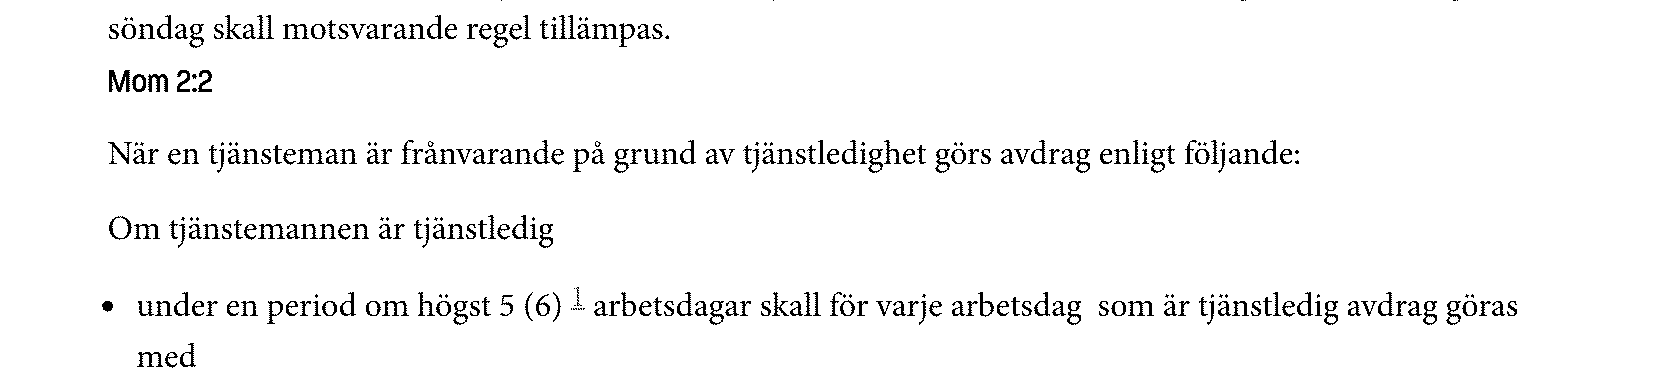 söndag skall motsvarande regel tillämpas.
Mom 2:2
När en tjänsteman är frånvarande på grund av tjänstledighet görs avdrag enligt följande:
Om tjänstemannen är tjänstledig
• under en period om högst 5 (6) 1 arbetsdagar skall för varje arbetsdag som är tjänstledig avdrag göras
med